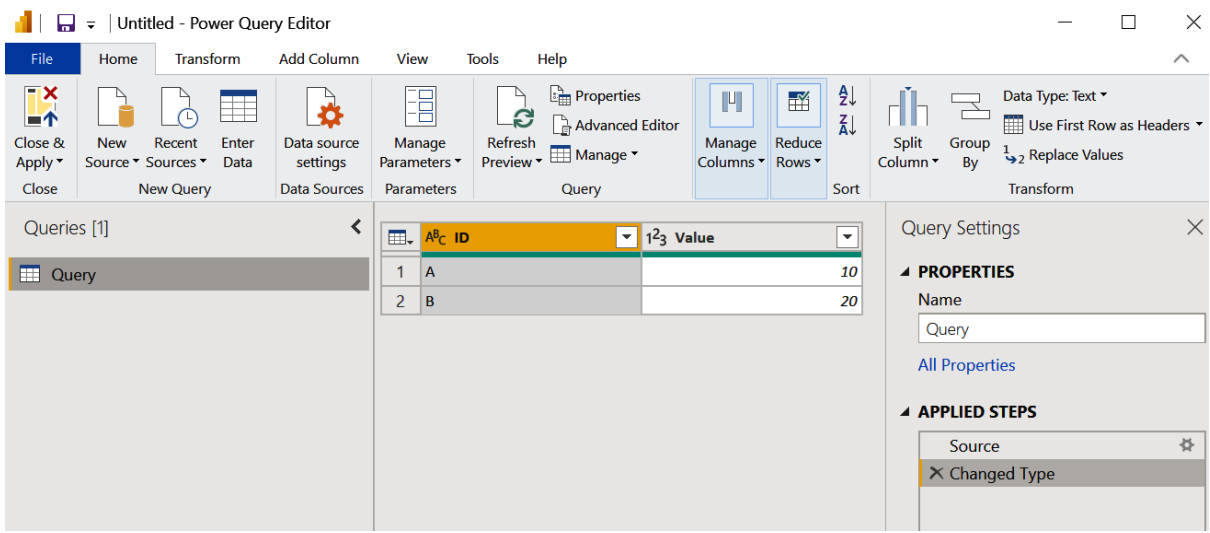 Untitled - Power Query Editor
File Home Transform Add Column View Tools Help
Close & Apply
Close
New Source
Recent Sources
Enter Data
New Query
Data source settings
Data Sources
Manage Parameters
Parameters
Refresh Preview
Properties
Advanced Editor
Manage
Query
Manage Columns
Reduce Rows
A
Z
Z
A
Sort
Split Column
Group By
Data Type: Text
Use First Row as Headers
1
2 Replace Values
Transform
Queries [1]
Query
ABC ID 123 Value
1 A 10
2 B 20
Query Settings
PROPERTIES
Name
Query
All Properties
APPLIED STEPS
Source
Changed Type